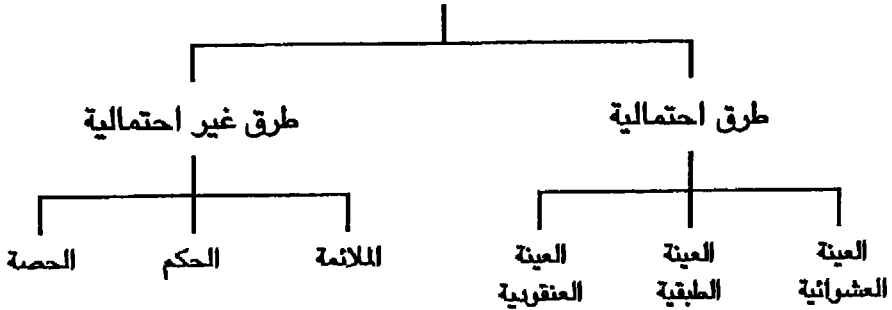 طرق احتمالية
طرق غير احتمالية
العينة
العشوائية
العينة
الطبقية
العينة
العنقودية
الملائمة
الحكم
الحصة